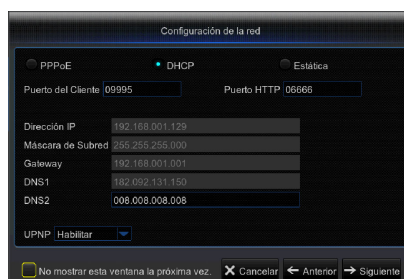 Configuración de la red
PPPoE DHCP Estática
Puerto del Cliente 09995 Puerto HTTP 06666
Dirección IP 192.168.001.129
Máscara de Subred 255.255.255.000
Gateway 192.168.001.001
DNS1 182.092.131.150
DNS2 008.008.008.008
UPNP Habilitar
No mostrar esta ventana la próxima vez. Cancelar Anterior Siguiente